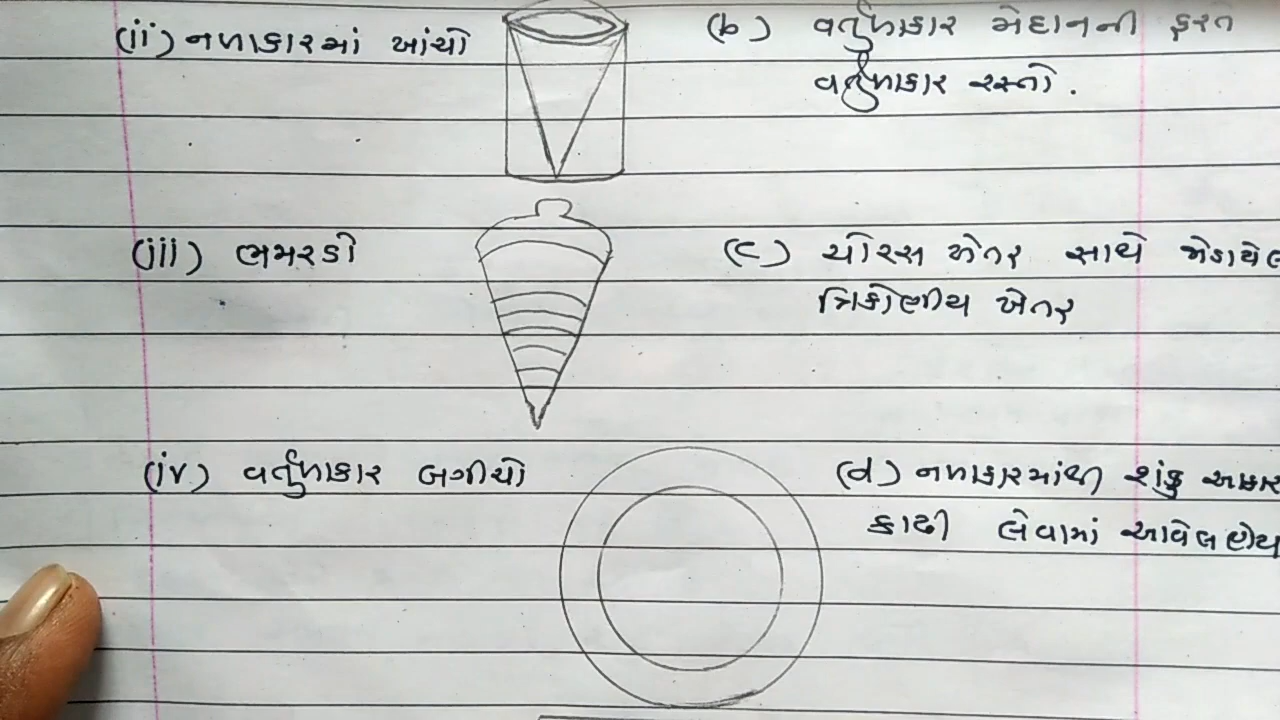 (ii) નળાકારમાં ખાંચો
(b) વર્તુળાકાર મેદાનની ફરતે
વર્તુળાકાર રસ્તો.
(iii) ભમરડો
(c) ચોરસ ખેતર સાથે જોડાયેલ
ત્રિકોણીય ખેતર
(iv) વર્તુળાકાર બગીચો
(d) નળાકારમાંથી શંકુ આકાર
કાઢી લેવામાં આવેલ હોય